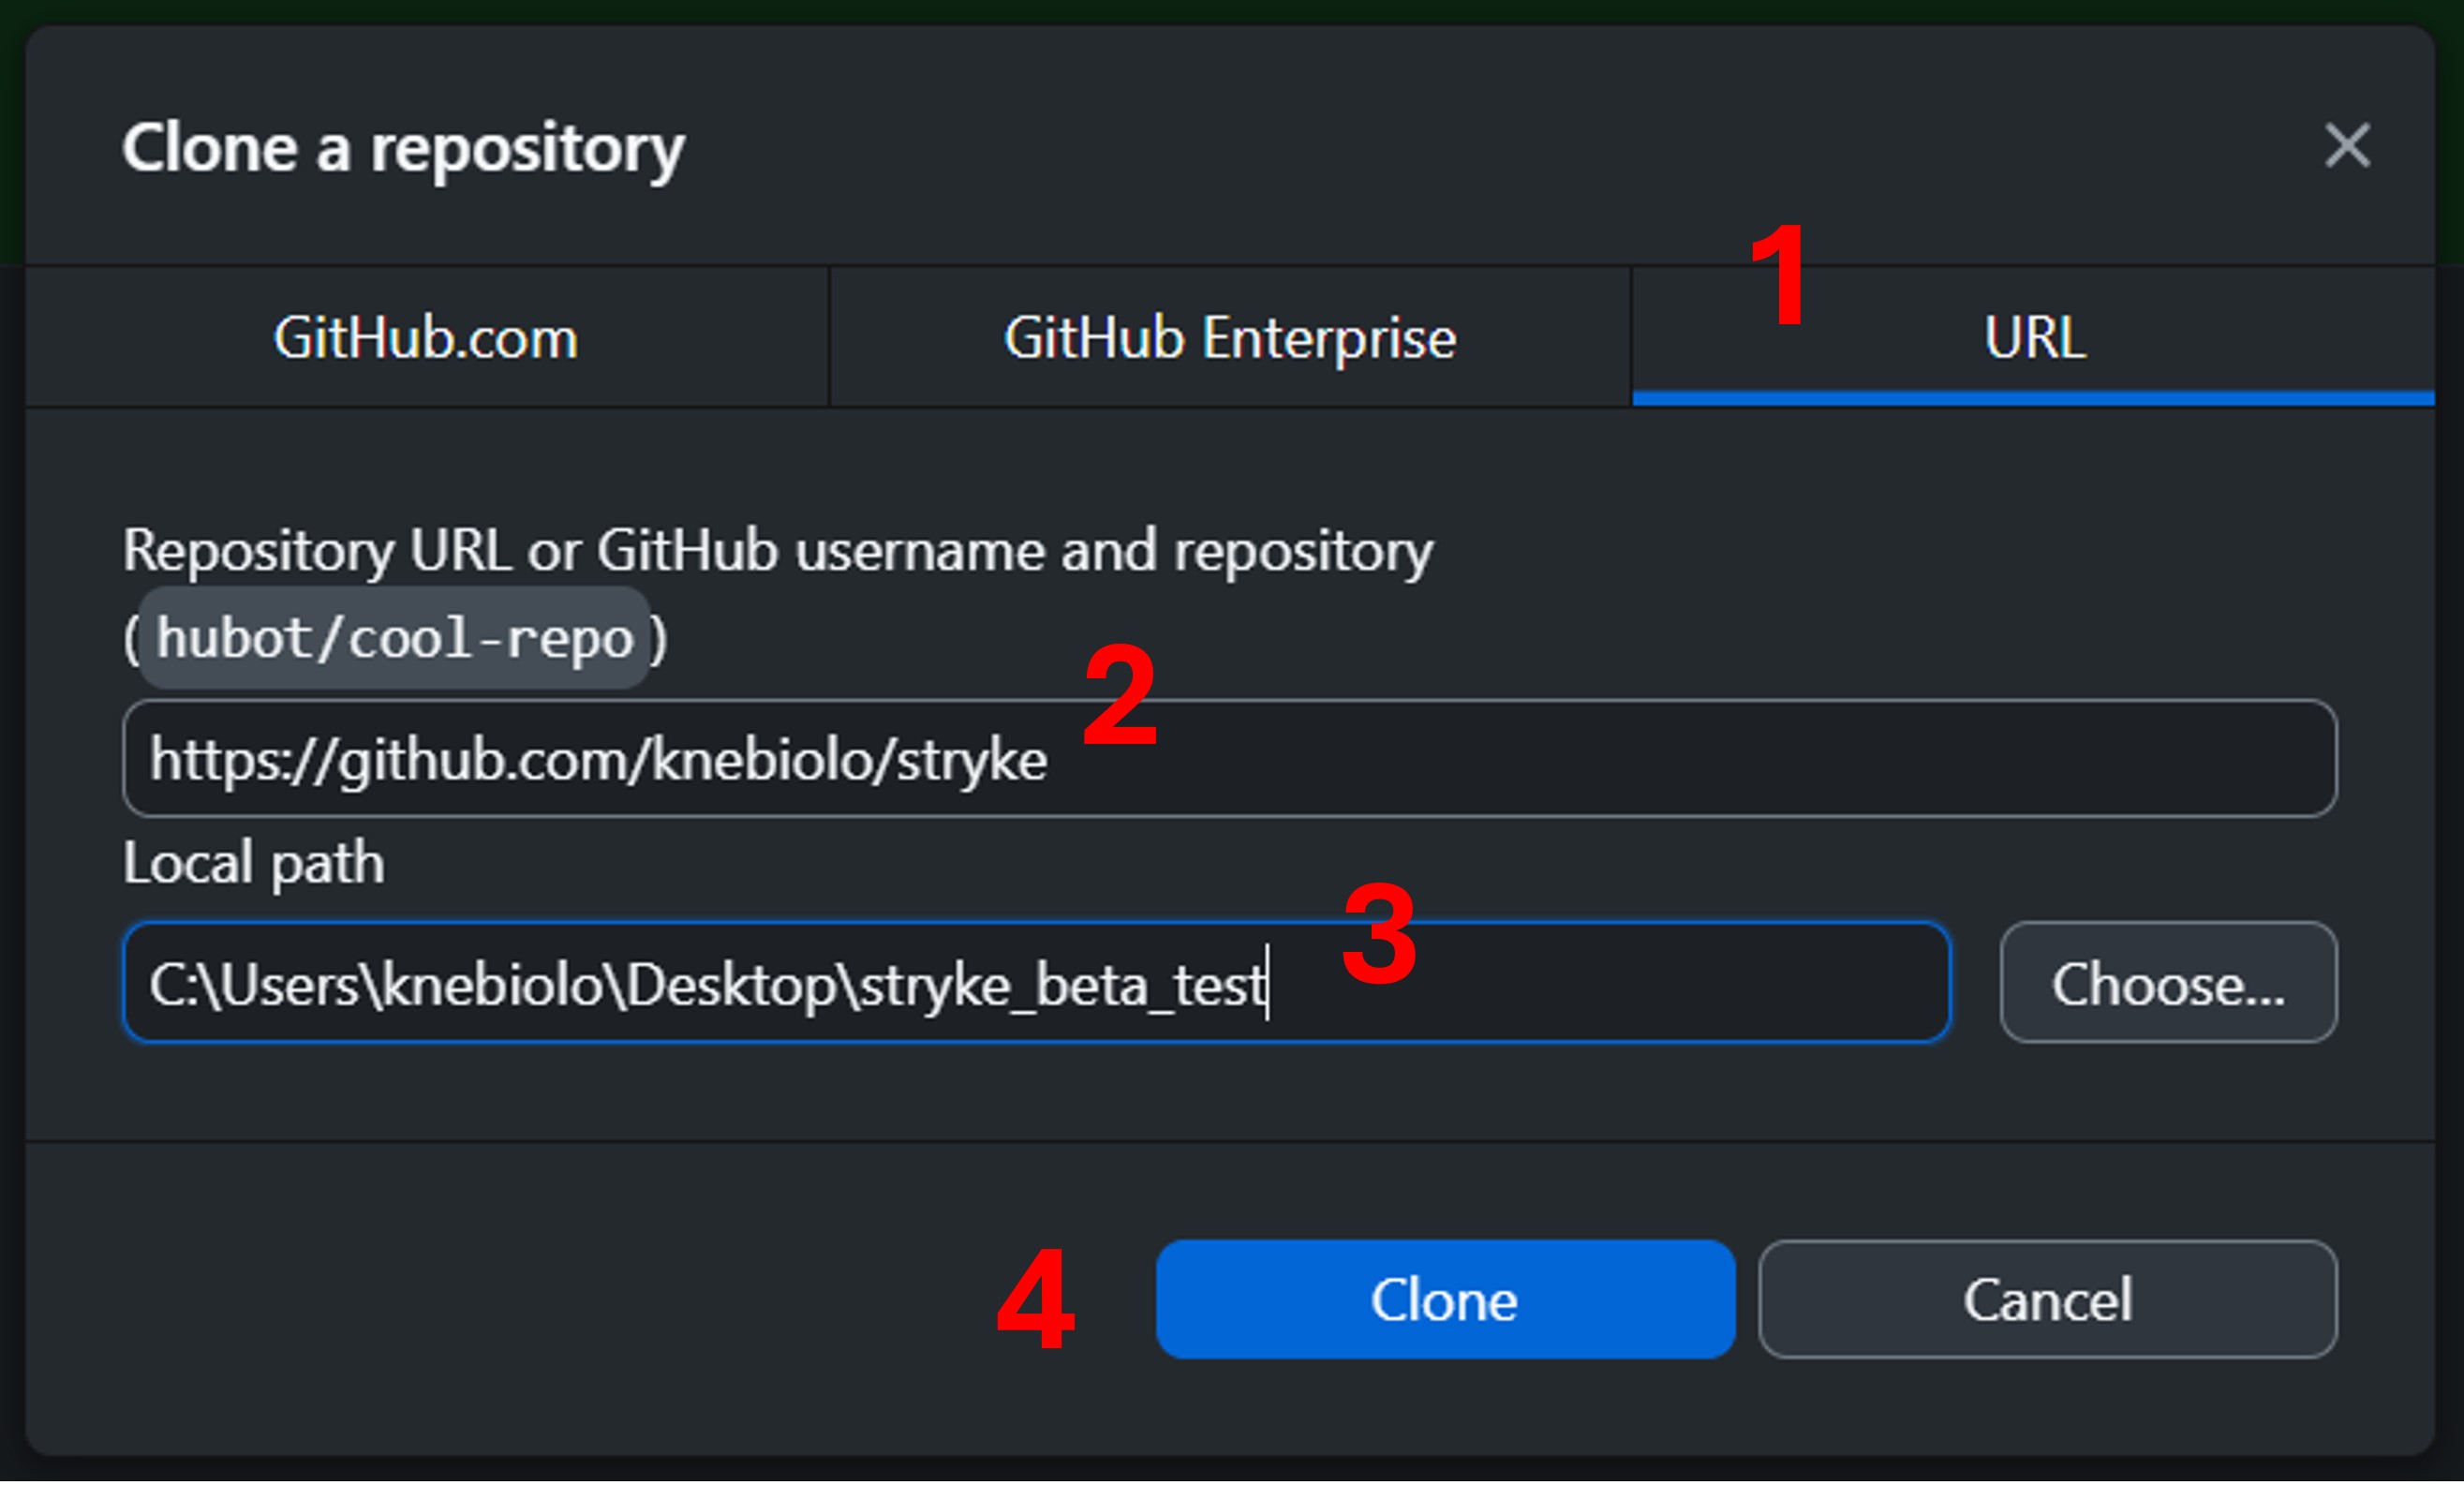 Clone a repository
1
GitHub.com GitHub Enterprise URL
Repository URL or GitHub username and repository
(hubot/cool-repo)
2
https://github.com/knebiolo/stryke
Local path
3
C:\Users\knebiolo\Desktop\stryke_beta_test Choose...
4 Clone Cancel